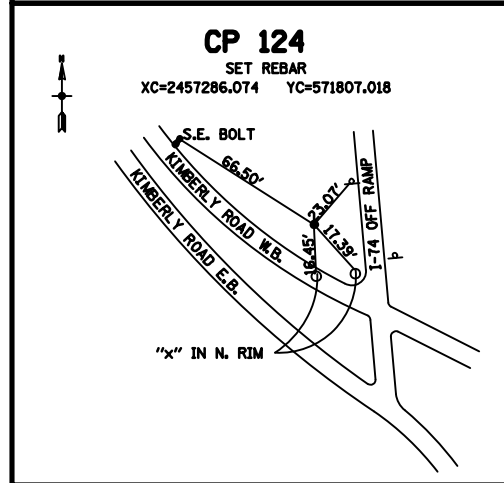 N
CP 124
SET REBAR
XC=2457286.074 YC=571807.018
S.E. BOLT
66.50'
KIMBERLY ROAD W.B.
KIMBERLY ROAD E.B.
23.07'
17.39'
16.45'
I-74 OFF RAMP
"x" IN N. RIM